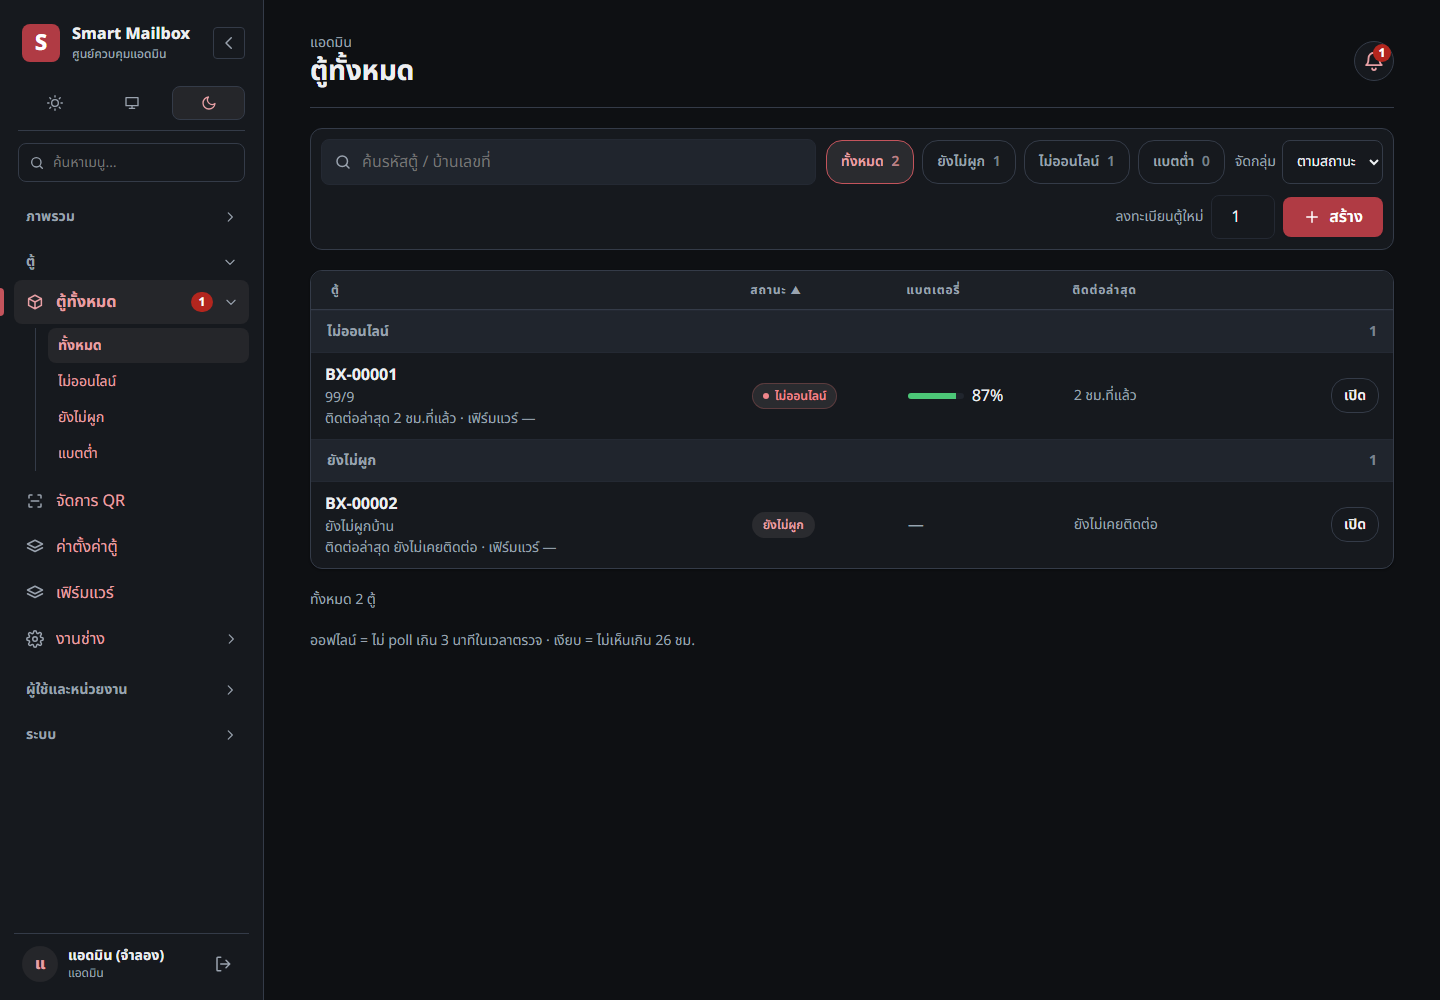 S
Smart Mailbox
ศูนย์ควบคุมแอดมิน
ค้นหาเมนู...
ภาพรวม
ตู้
ตู้ทั้งหมด 1
ทั้งหมด
ไม่ออนไลน์
ยังไม่ผูก
แบตต่ำ
จัดการ QR
ค่าตั้งค่าตู้
เฟิร์มแวร์
งานช่าง
ผู้ใช้และหน่วยงาน
ระบบ
แ
แอดมิน (จำลอง)
แอดมิน
แอดมิน
ตู้ทั้งหมด
1
ค้นรหัสตู้ / บ้านเลขที่
ทั้งหมด 2 ยังไม่ผูก 1 ไม่ออนไลน์ 1 แบตต่ำ 0 จัดกลุ่ม ตามสถานะ
ลงทะเบียนตู้ใหม่ 1 + สร้าง
ตู้ สถานะ ▲ แบตเตอรี่ ติดต่อล่าสุด
ไม่ออนไลน์ 1
BX-00001
99/9
ติดต่อล่าสุด 2 ชม.ที่แล้ว · เฟิร์มแวร์ —
ไม่ออนไลน์ 87% 2 ชม.ที่แล้ว เปิด
ยังไม่ผูก 1
BX-00002
ยังไม่ผูกบ้าน
ติดต่อล่าสุด ยังไม่เคยติดต่อ · เฟิร์มแวร์ —
ยังไม่ผูก — ยังไม่เคยติดต่อ เปิด
ทั้งหมด 2 ตู้
ออฟไลน์ = ไม่ poll เกิน 3 นาทีในเวลาตรวจ · เงียบ = ไม่เห็นเกิน 26 ชม.